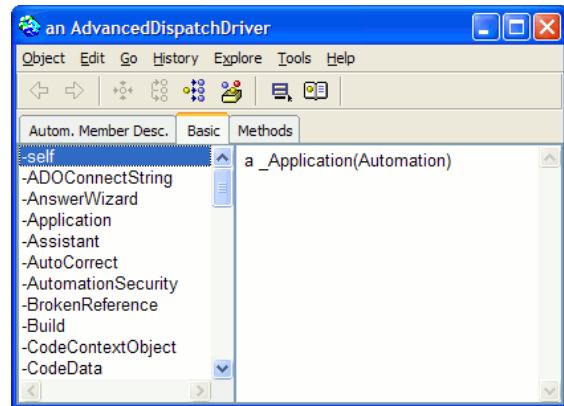 an AdvancedDispatchDriver
Object Edit Go History Explore Tools Help
Autom. Member Desc. Basic Methods
-self
-ADOConnectString
-AnswerWizard
-Application
-Assistant
-AutoCorrect
-AutomationSecurity
-BrokenReference
-Build
-CodeContextObject
-CodeData
a _Application(Automation)